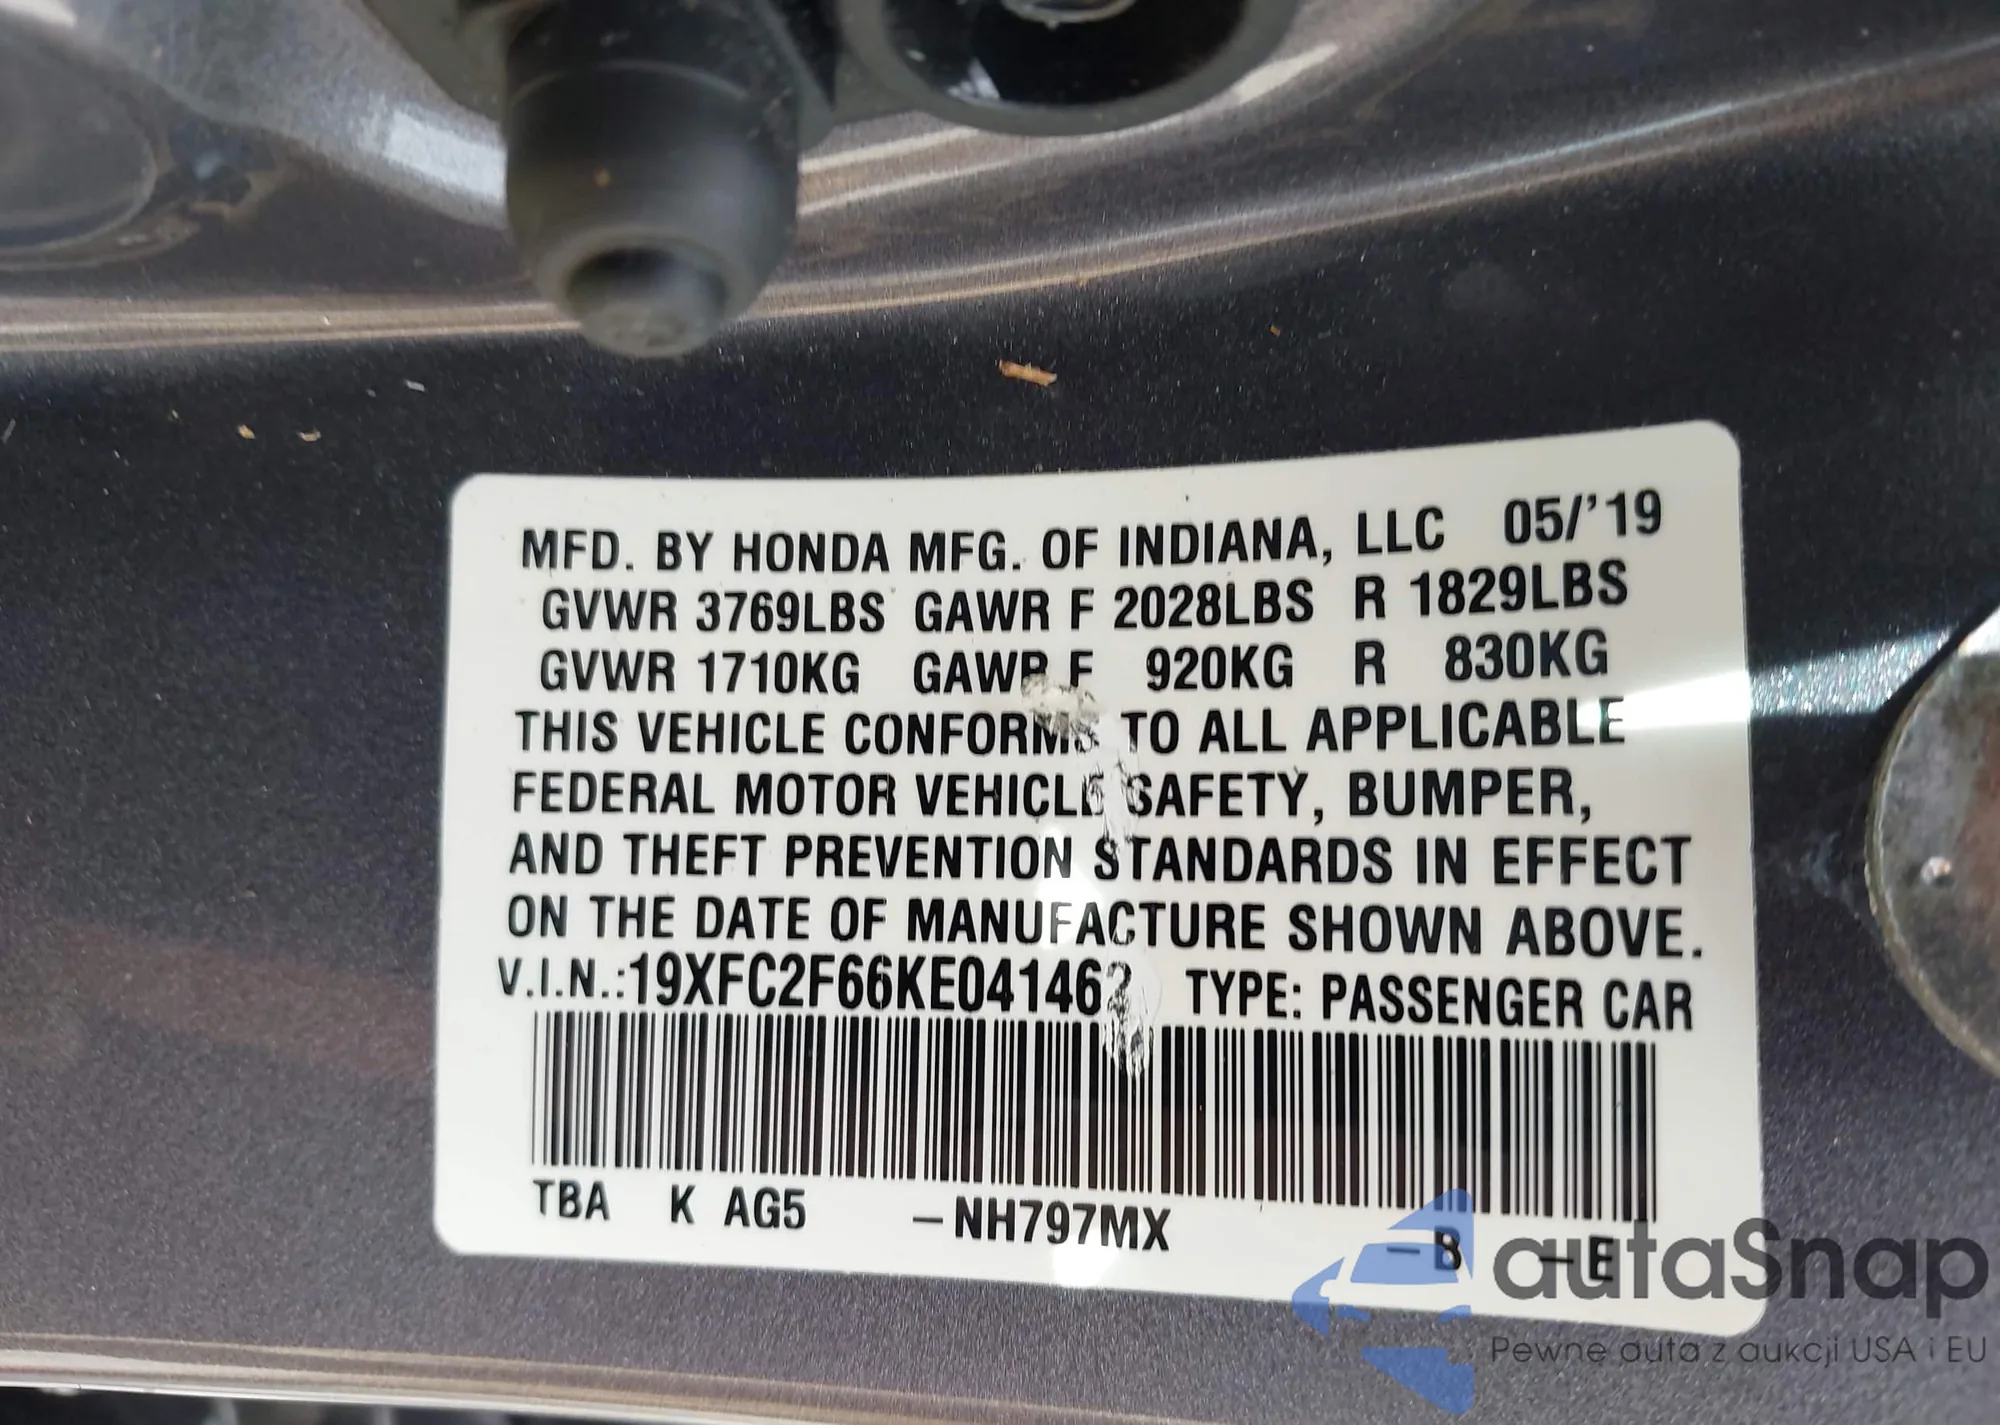 MFD. BY HONDA MFG. OF INDIANA, LLC 05/'19
GVWR 3769LBS GAWR F 2028LBS R 1829LBS
GVWR 1710KG GAWR F 920KG R 830KG
THIS VEHICLE CONFORMS TO ALL APPLICABLE
FEDERAL MOTOR VEHICLE SAFETY, BUMPER,
AND THEFT PREVENTION STANDARDS IN EFFECT
ON THE DATE OF MANUFACTURE SHOWN ABOVE.
V.I.N.:19XFC2F66KE041462 TYPE: PASSENGER CAR
TBA K AG5 –NH797MX –B –E
autaSnap
Pewne auta z aukcji USA i EU